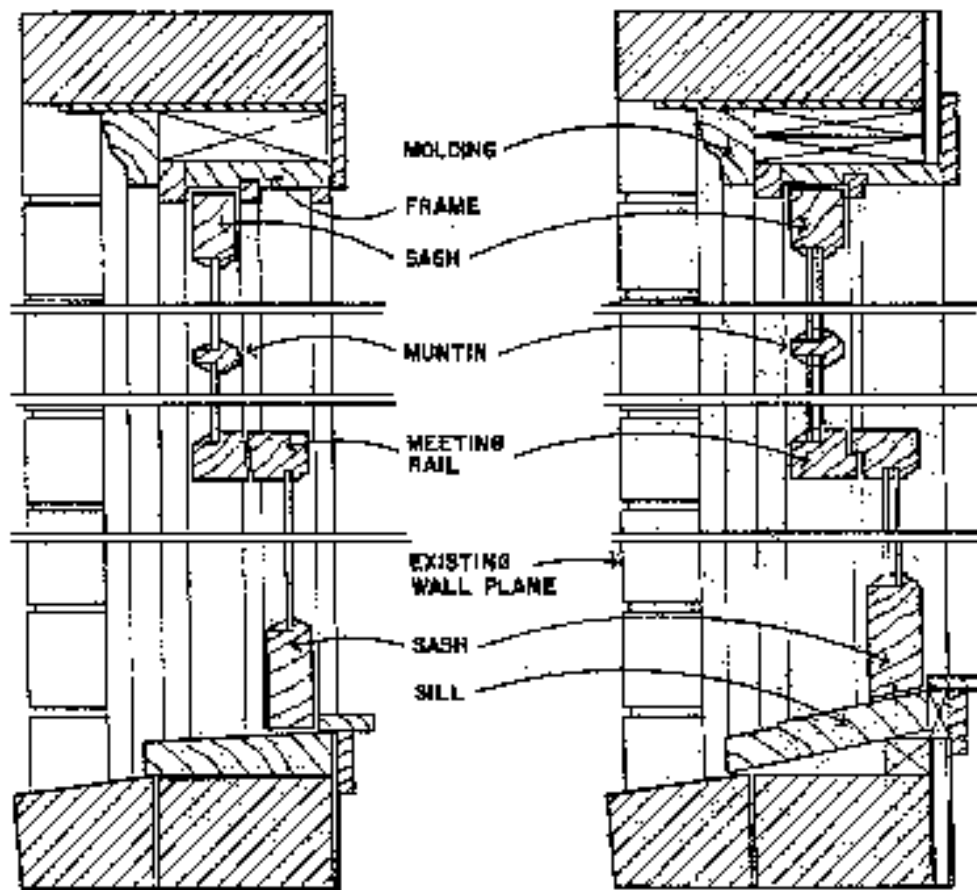 MOLDING
FRAME
SASH
MUNTIN
MEETING
RAIL
EXISTING
WALL PLANE
SASH
SILL